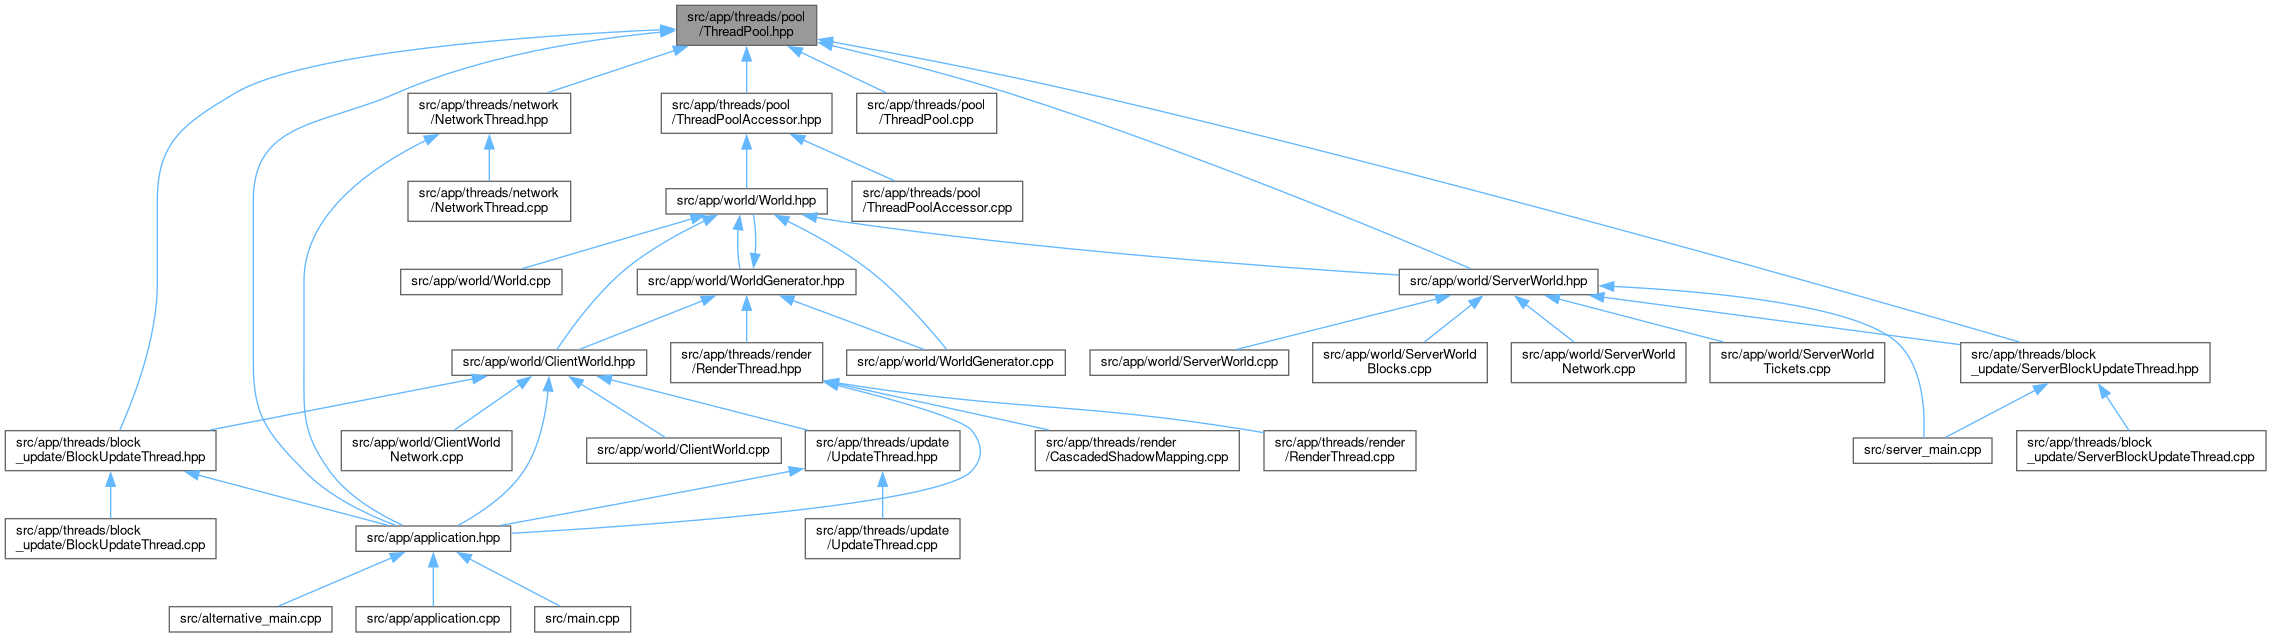 src/app/threads/pool
/ThreadPool.hpp
src/app/threads/network
/NetworkThread.hpp
src/app/threads/pool
/ThreadPoolAccessor.hpp
src/app/threads/pool
/ThreadPool.cpp
src/app/threads/network
/NetworkThread.cpp
src/app/world/World.hpp
src/app/threads/pool
/ThreadPoolAccessor.cpp
src/app/world/World.cpp
src/app/world/WorldGenerator.hpp
src/app/world/ServerWorld.hpp
src/app/world/ClientWorld.hpp
src/app/threads/render
/RenderThread.hpp
src/app/world/WorldGenerator.cpp
src/app/world/ServerWorld.cpp
src/app/world/ServerWorld
Blocks.cpp
src/app/world/ServerWorld
Network.cpp
src/app/world/ServerWorld
Tickets.cpp
src/app/threads/block
_update/ServerBlockUpdateThread.hpp
src/app/threads/block
_update/BlockUpdateThread.hpp
src/app/world/ClientWorld
Network.cpp
src/app/world/ClientWorld.cpp
src/app/threads/update
/UpdateThread.hpp
src/app/threads/render
/CascadedShadowMapping.cpp
src/app/threads/render
/RenderThread.cpp
src/server_main.cpp
src/app/threads/block
_update/ServerBlockUpdateThread.cpp
src/app/threads/block
_update/BlockUpdateThread.cpp
src/app/application.hpp
src/app/threads/update
/UpdateThread.cpp
src/alternative_main.cpp
src/app/application.cpp
src/main.cpp